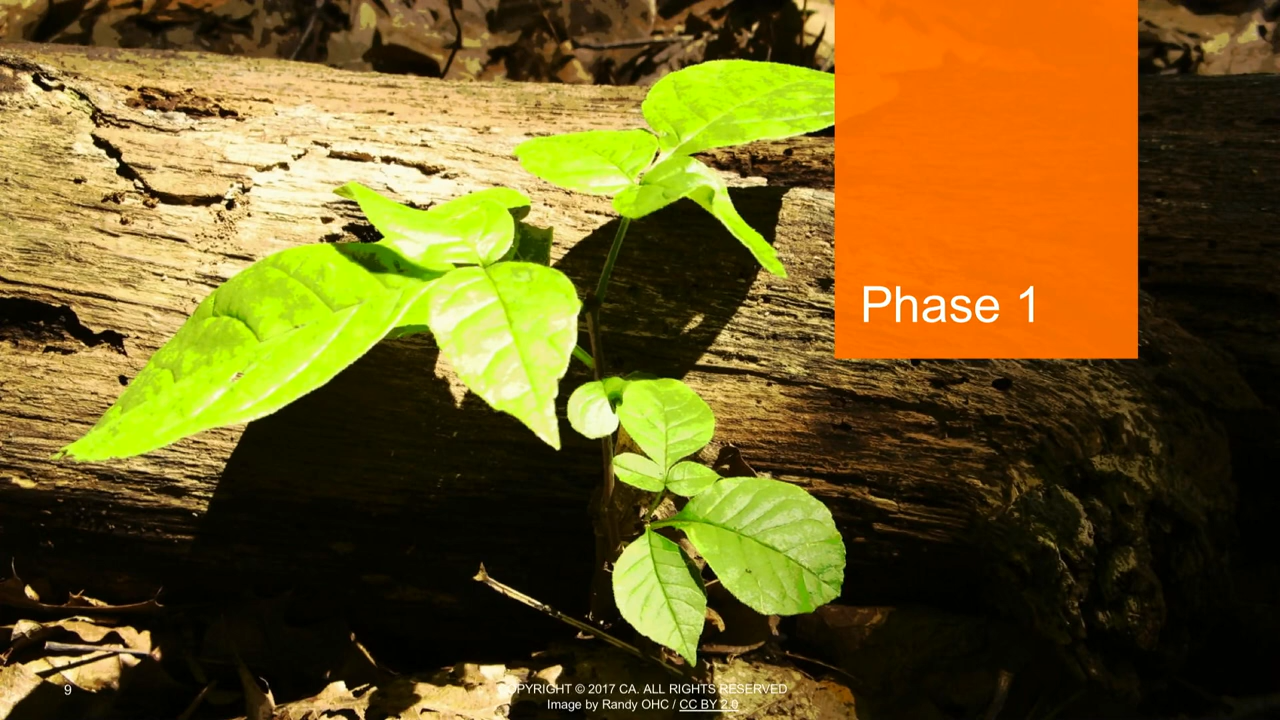 Phase 1
9
COPYRIGHT © 2017 CA. ALL RIGHTS RESERVED
Image by Randy OHC / CC BY 2.0